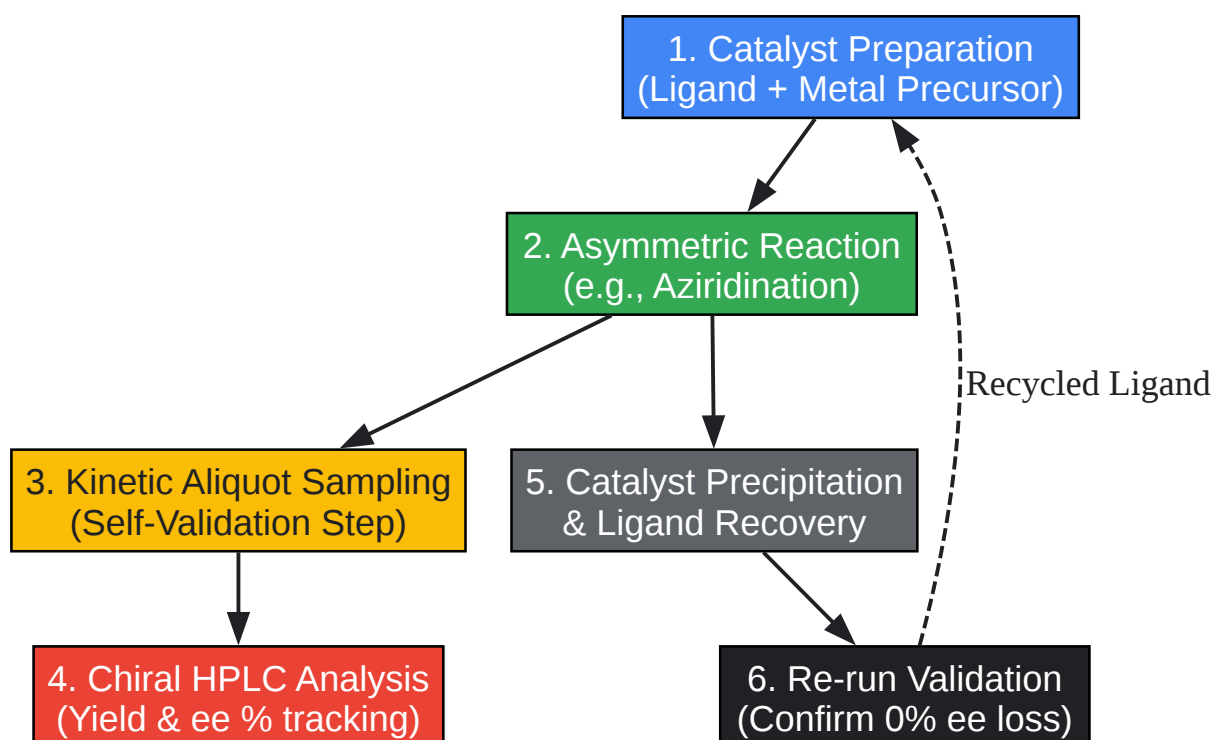 1. Catalyst Preparation
(Ligand + Metal Precursor)
2. Asymmetric Reaction
(e.g., Aziridination)
Recycled Ligand
3. Kinetic Aliquot Sampling
(Self-Validation Step)
5. Catalyst Precipitation
& Ligand Recovery
4. Chiral HPLC Analysis
(Yield & ee % tracking)
6. Re-run Validation
(Confirm 0% ee loss)